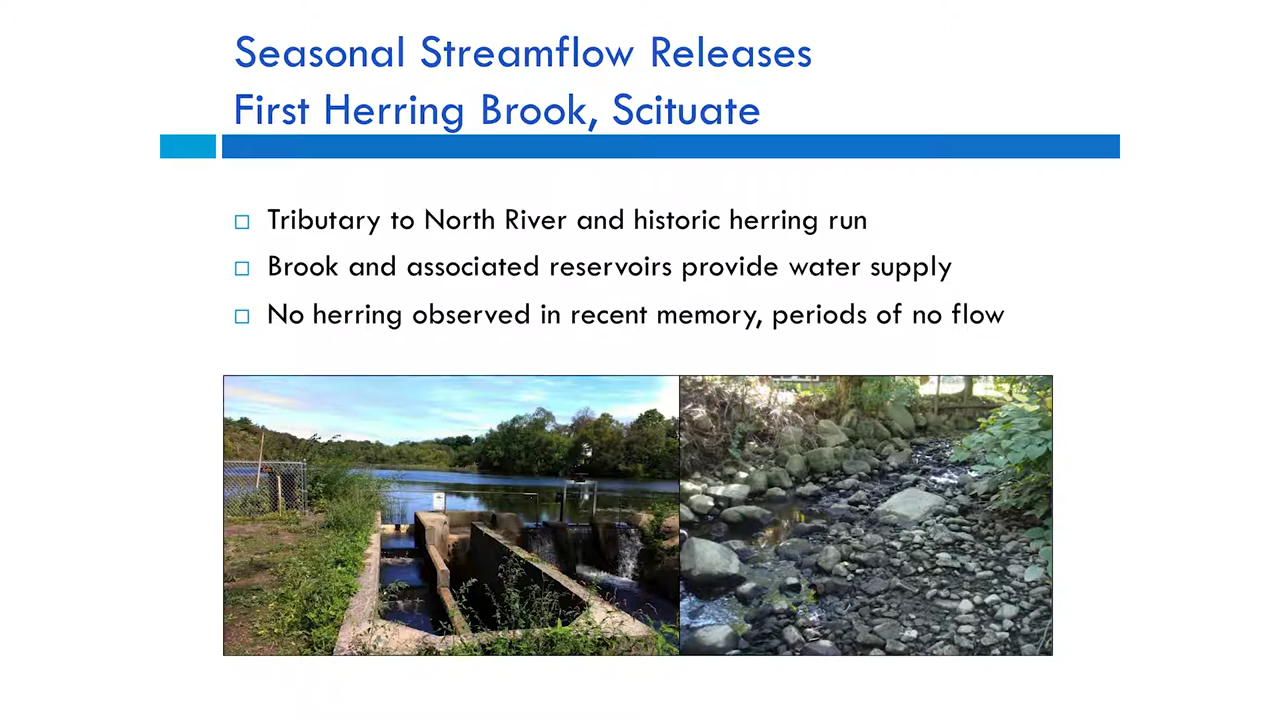 Seasonal Streamflow Releases
First Herring Brook, Scituate
Tributary to North River and historic herring run
Brook and associated reservoirs provide water supply
No herring observed in recent memory, periods of no flow